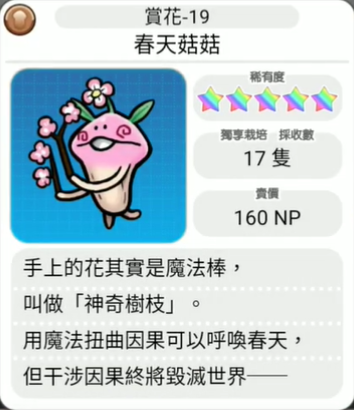 賞花-19
春天菇菇
稀有度
獨享栽培 採收數
17 隻
賣價
160 NP
手上的花其實是魔法棒，
叫做「神奇樹枝」。
用魔法扭曲因果可以呼喚春天，
但干涉因果終將毀滅世界──